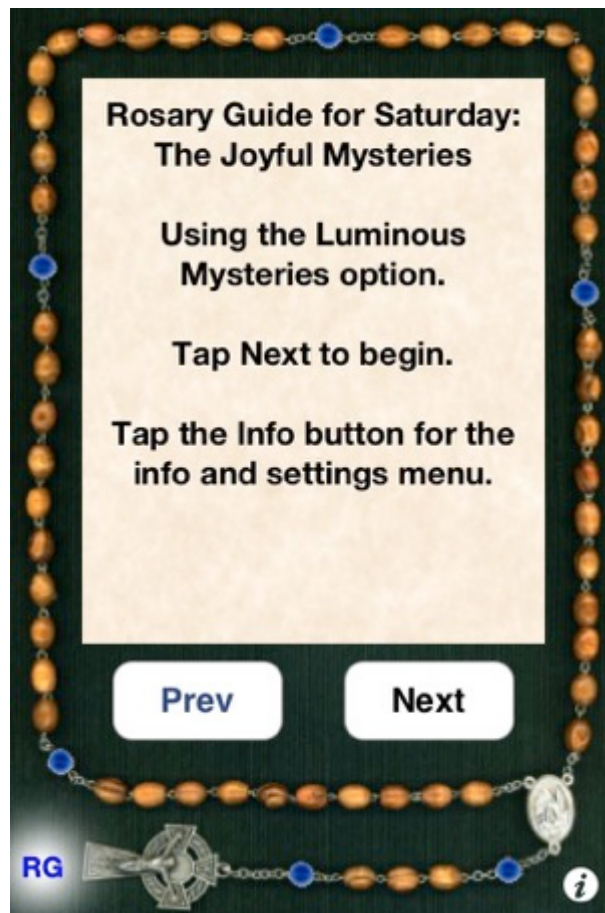 Rosary Guide for Saturday:
The Joyful Mysteries
Using the Luminous
Mysteries option.
Tap Next to begin.
Tap the Info button for the
info and settings menu.
Prev
Next
RG
i